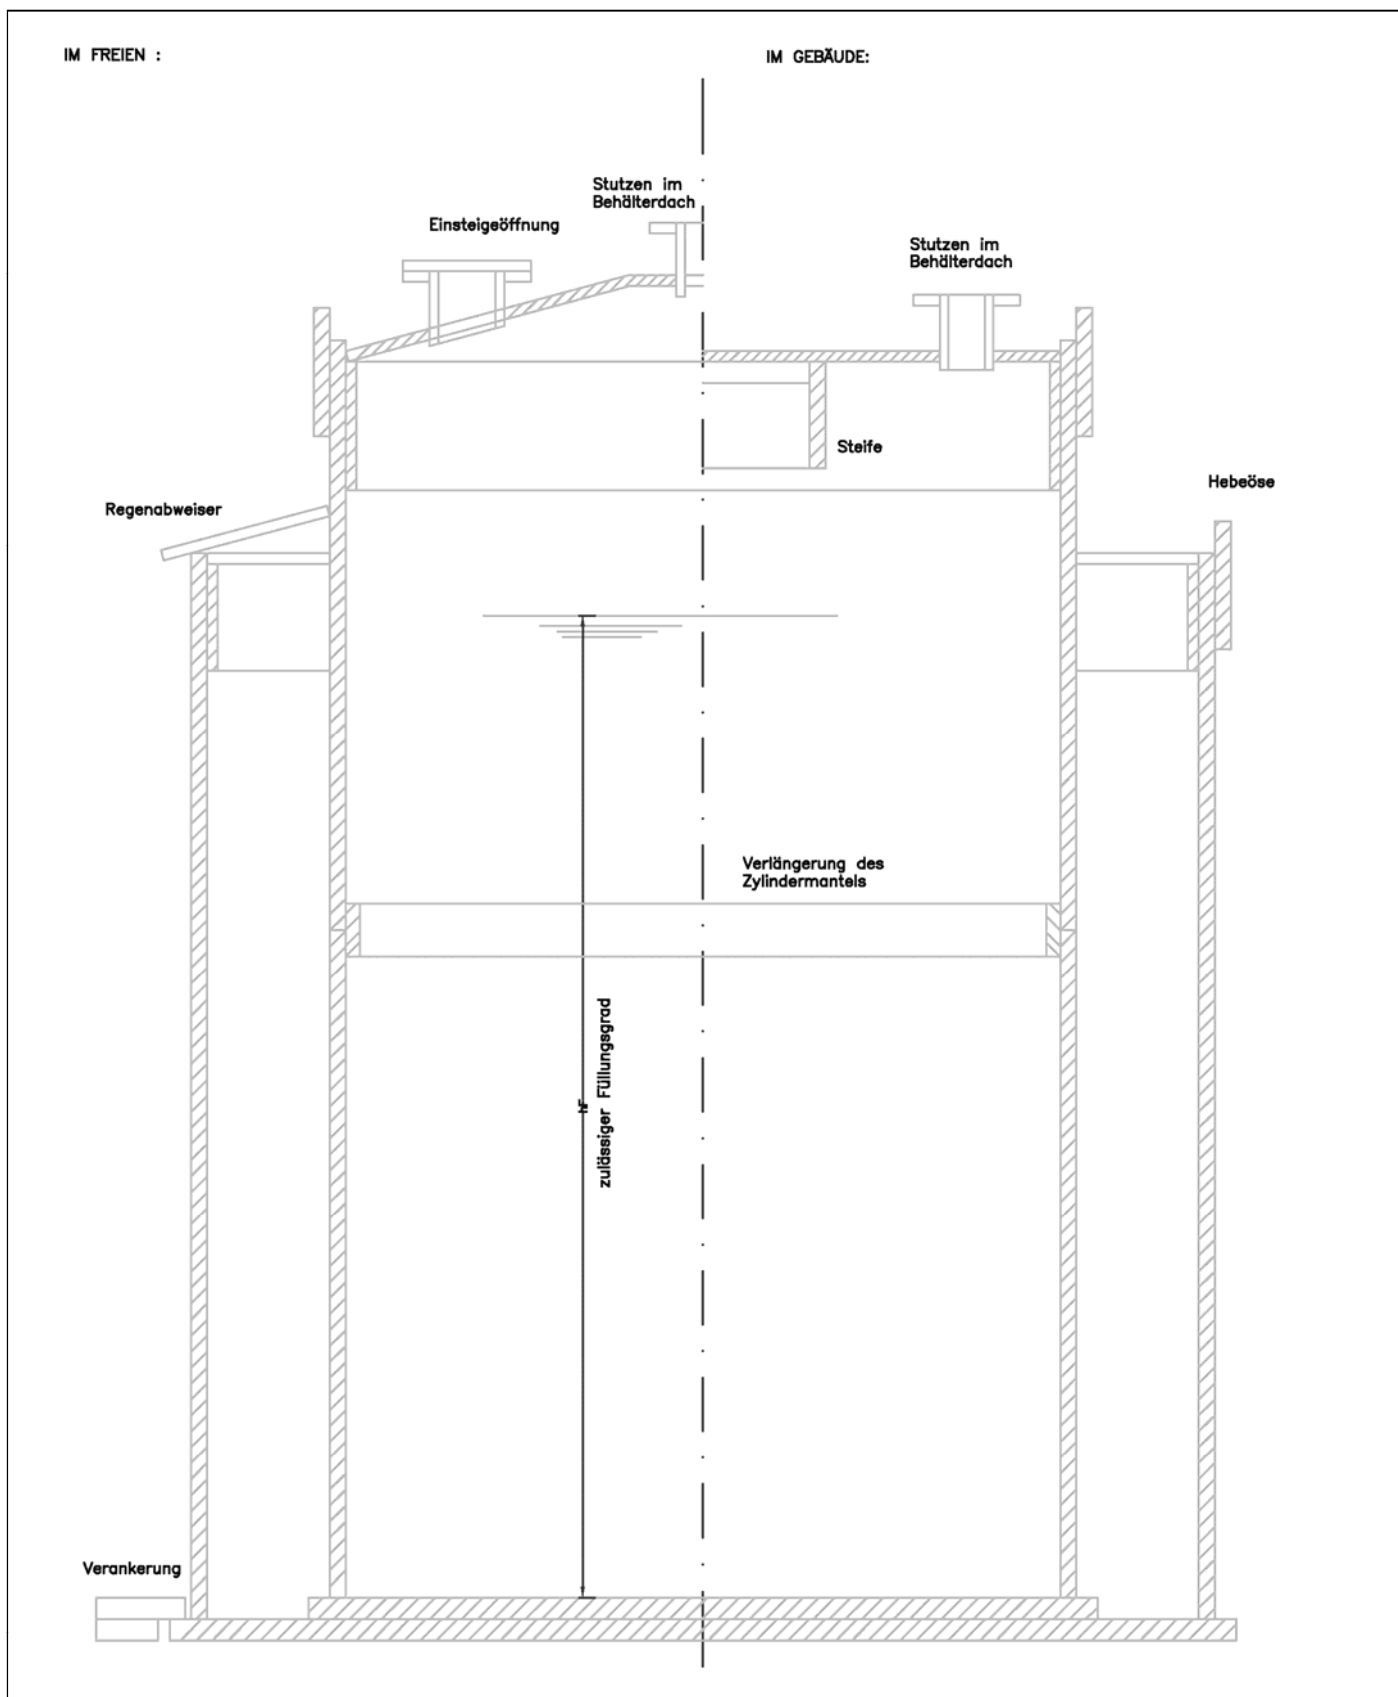 IM FREIEN :
IM GEBÄUDE:
Stutzen im
Behälterdach
Einsteigeöffnung
Stutzen im
Behälterdach
Steife
Hebeöse
Regenabweiser
Verlängerung des
Zylindermantels
zulässiger Füllungsgrad
Verankerung